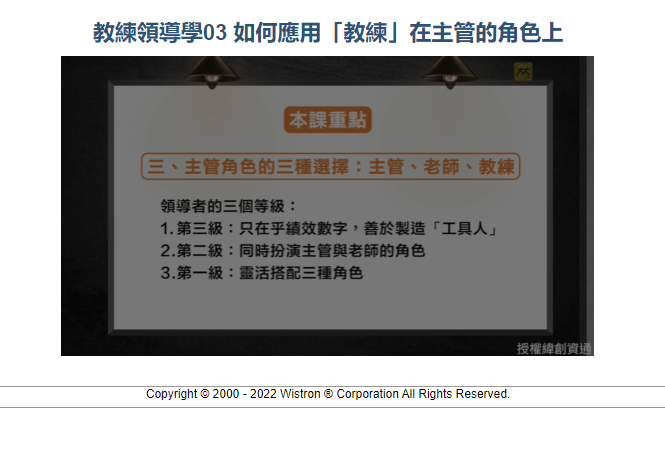 教練領導學03 如何應用「教練」在主管的角色上
本課重點
三、主管角色的三種選擇：主管、老師、教練
領導者的三個等級：
1.第三級：只在乎績效數字，善於製造「工具人」
2.第二級：同時扮演主管與老師的角色
3.第一級：靈活搭配三種角色
授權緯創資通
Copyright © 2000 - 2022 Wistron ® Corporation All Rights Reserved.